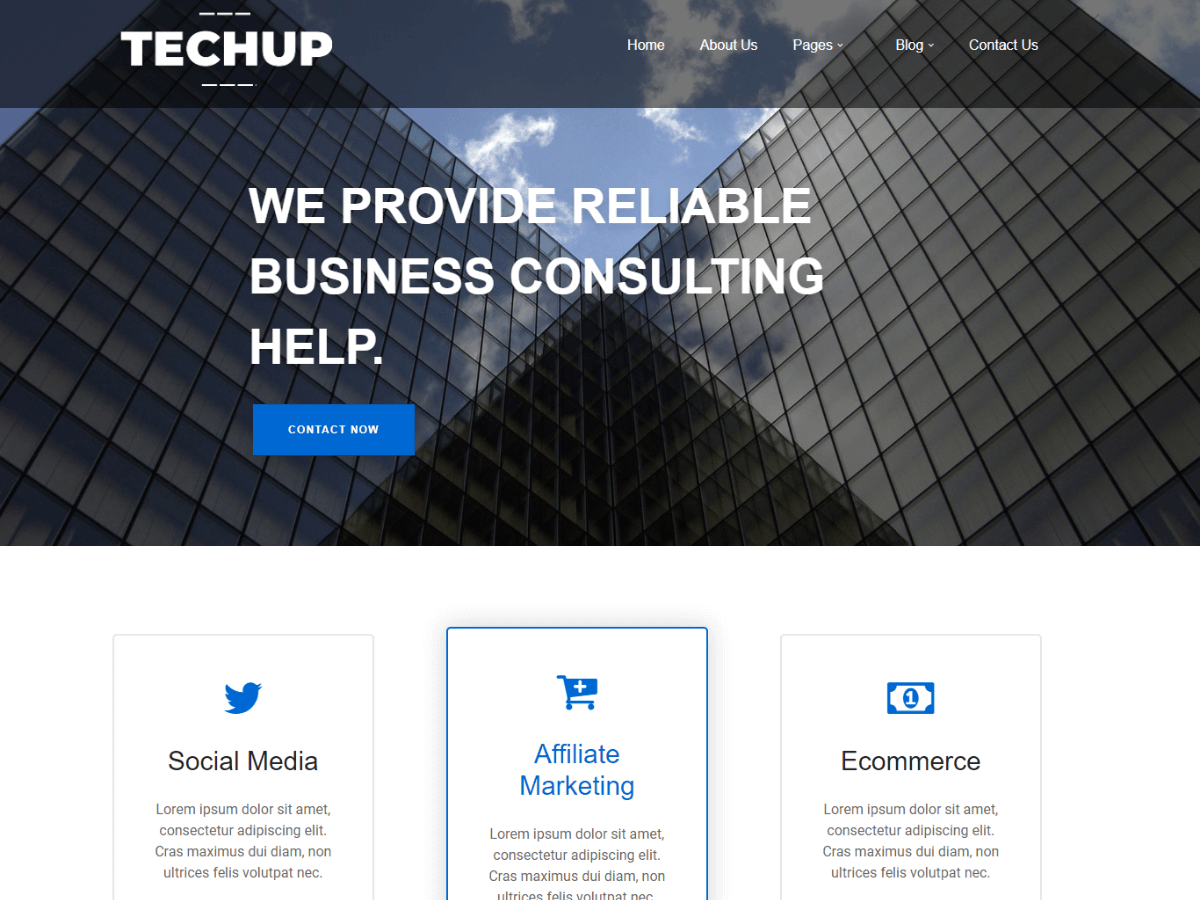 TECHUP
Home About Us Pages Blog Contact Us
WE PROVIDE RELIABLE
BUSINESS CONSULTING
HELP.
CONTACT NOW
1
Social Media
Lorem ipsum dolor sit amet,
consectetur adipiscing elit.
Cras maximus dui diam, non
ultrices felis volutpat nec.
Affiliate
Marketing
Lorem ipsum dolor sit amet,
consectetur adipiscing elit.
Cras maximus dui diam, non
ultrices felis volutpat nec.
Ecommerce
Lorem ipsum dolor sit amet,
consectetur adipiscing elit.
Cras maximus dui diam, non
ultrices felis volutpat nec.